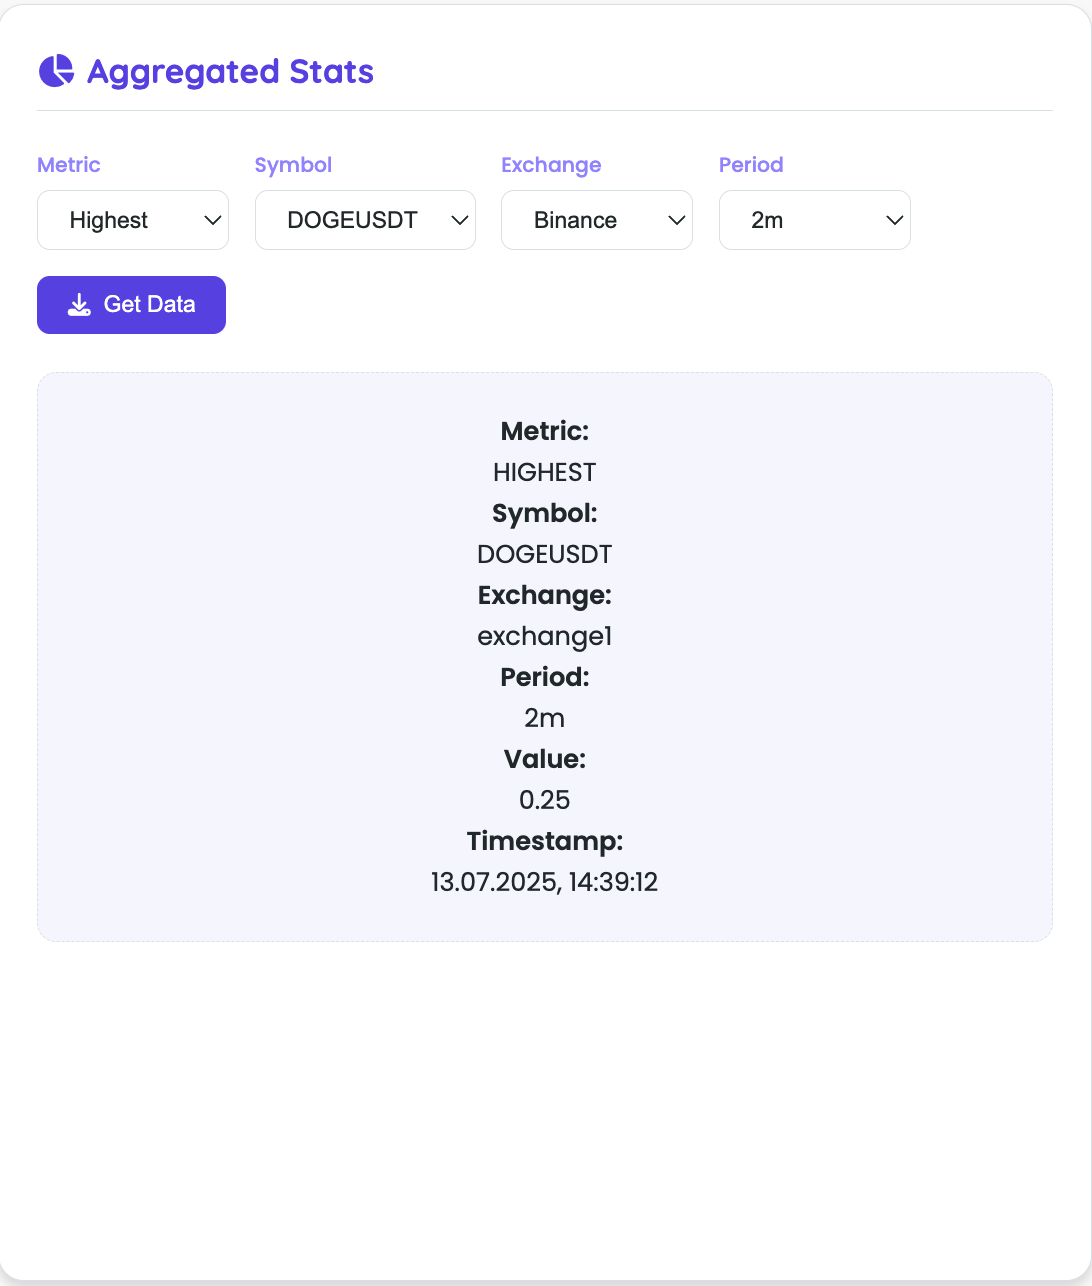 Aggregated Stats
Metric Symbol Exchange Period
Highest DOGEUSDT Binance 2m
Get Data
Metric:
HIGHEST
Symbol:
DOGEUSDT
Exchange:
exchange1
Period:
2m
Value:
0.25
Timestamp:
13.07.2025, 14:39:12